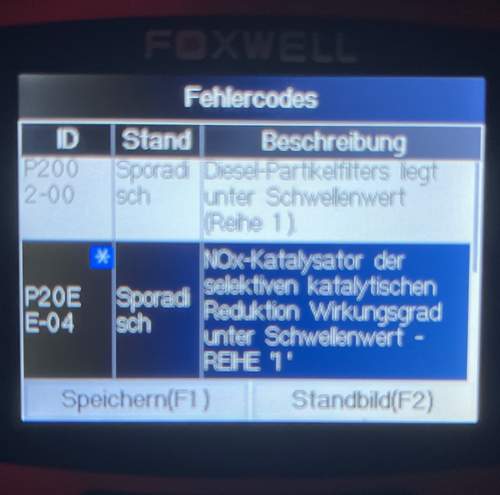 FOXWELL
Fehlercodes
ID Stand Beschreibung
P200 Sporadi Diesel-Partikelfilters liegt
2-00 sch unter Schwellenwert
(Reihe 1)
*
NOx-Katalysator der
P20E Sporadi selektiven katalytischen
E-04 sch Reduktion Wirkungsgrad
unter Schwellenwert -
REIHE '1'
Speichern(F1) Standbild(F2)